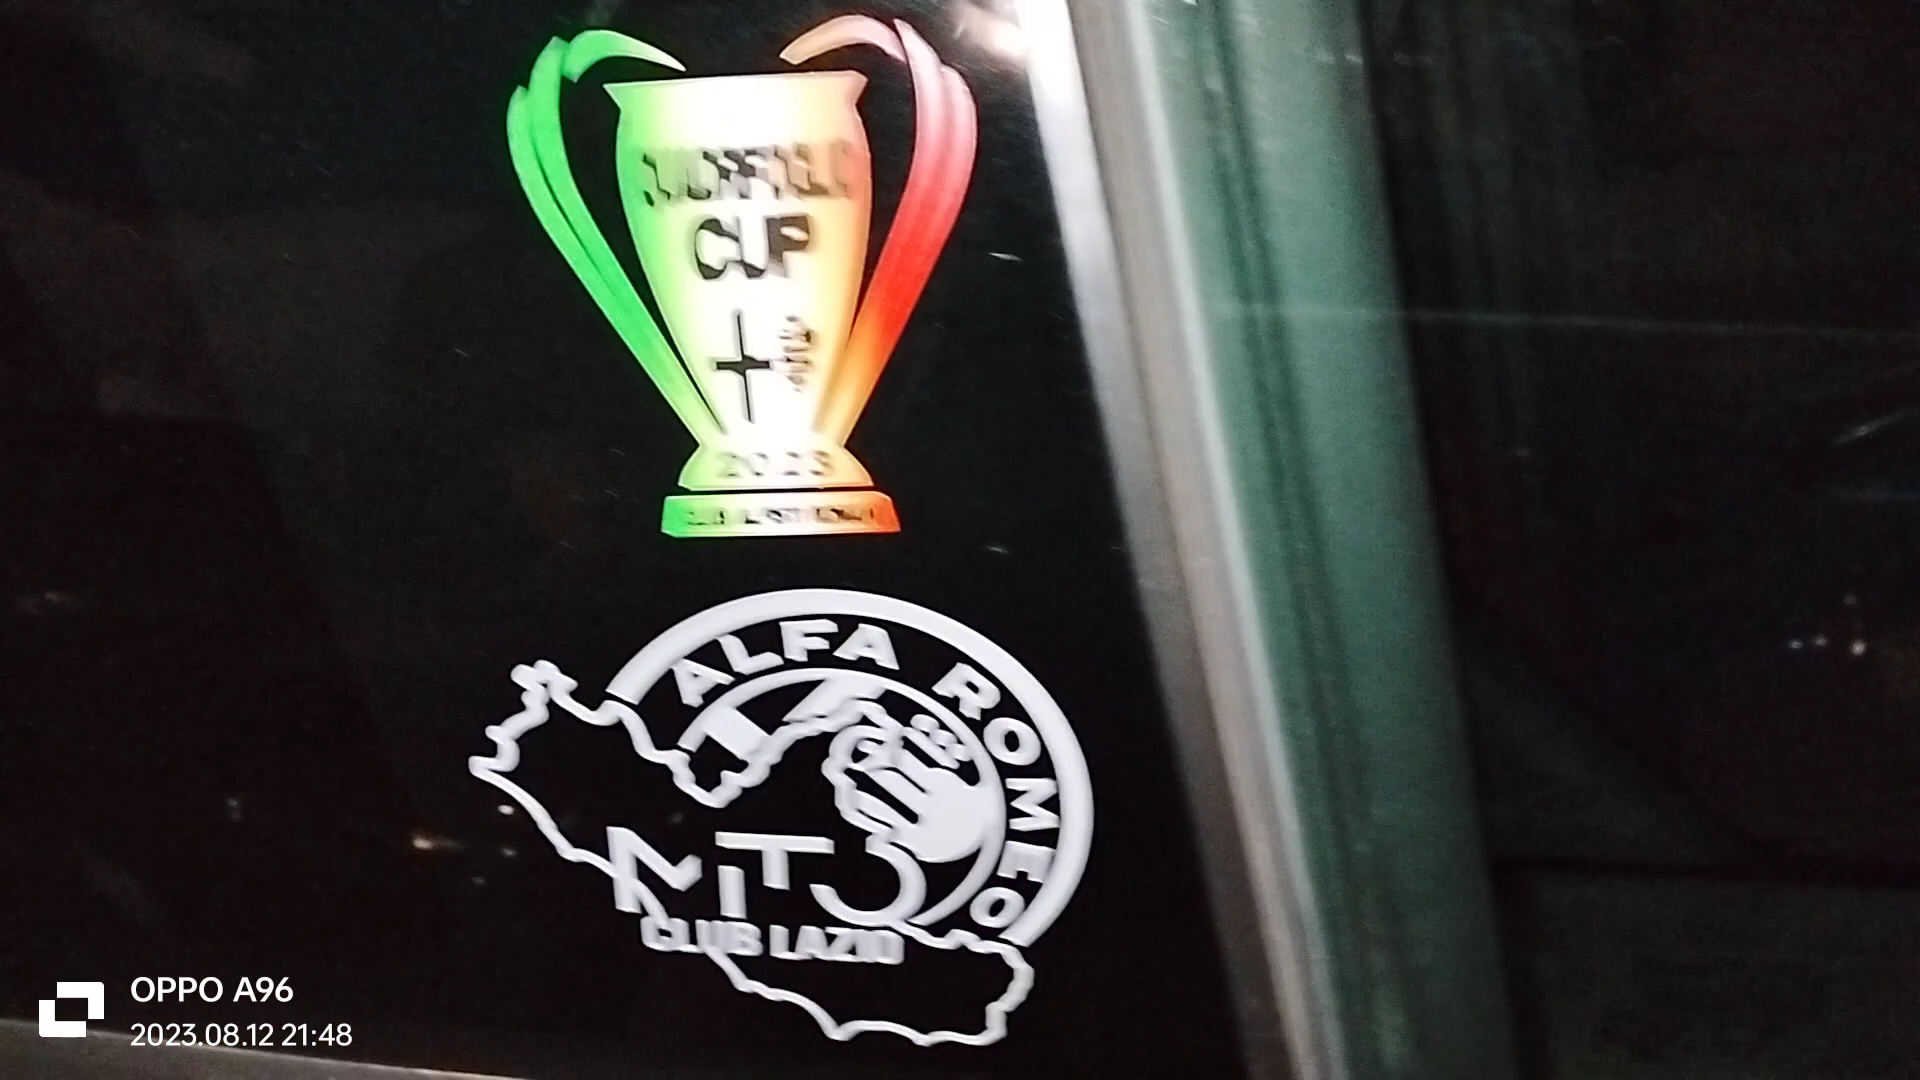 CUP
2023
ALFA ROMEO
MiTo
CLUB LAZIO
OPPO A96
2023.08.12 21:48